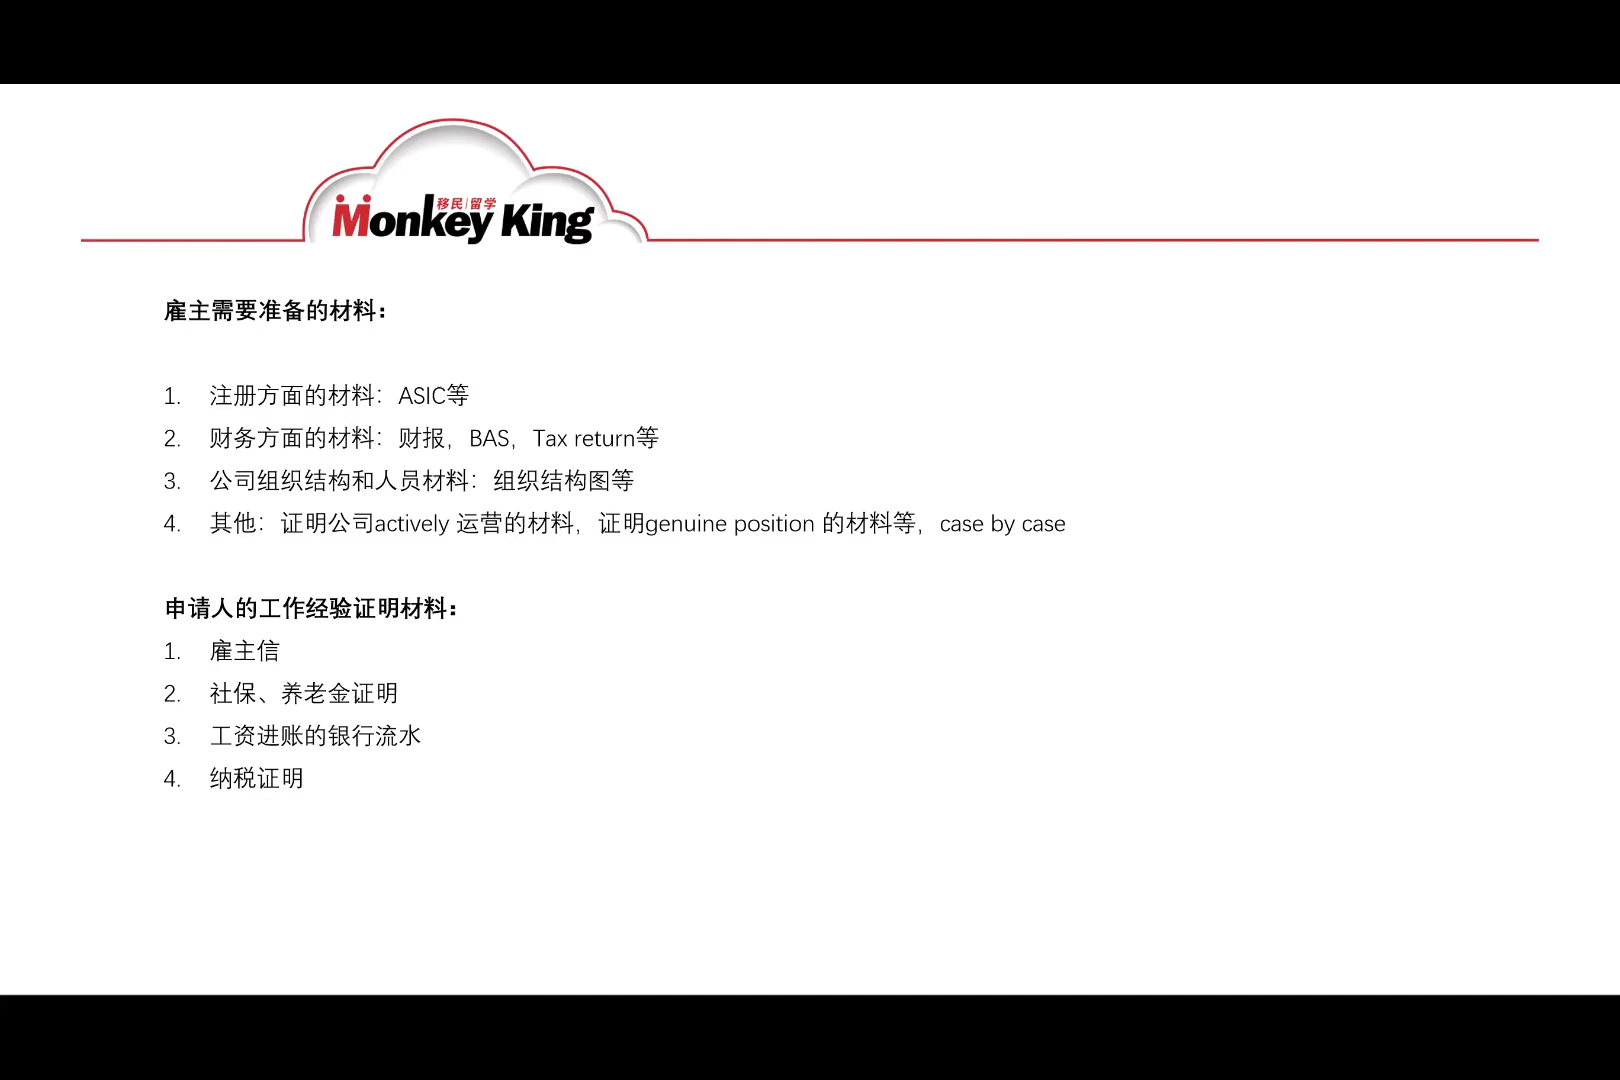 移民|留学
Monkey King
雇主需要准备的材料：
1. 注册方面的材料：ASIC等
2. 财务方面的材料：财报，BAS，Tax return等
3. 公司组织结构和人员材料：组织结构图等
4. 其他：证明公司actively 运营的材料，证明genuine position 的材料等，case by case
申请人的工作经验证明材料：
1. 雇主信
2. 社保、养老金证明
3. 工资进账的银行流水
4. 纳税证明